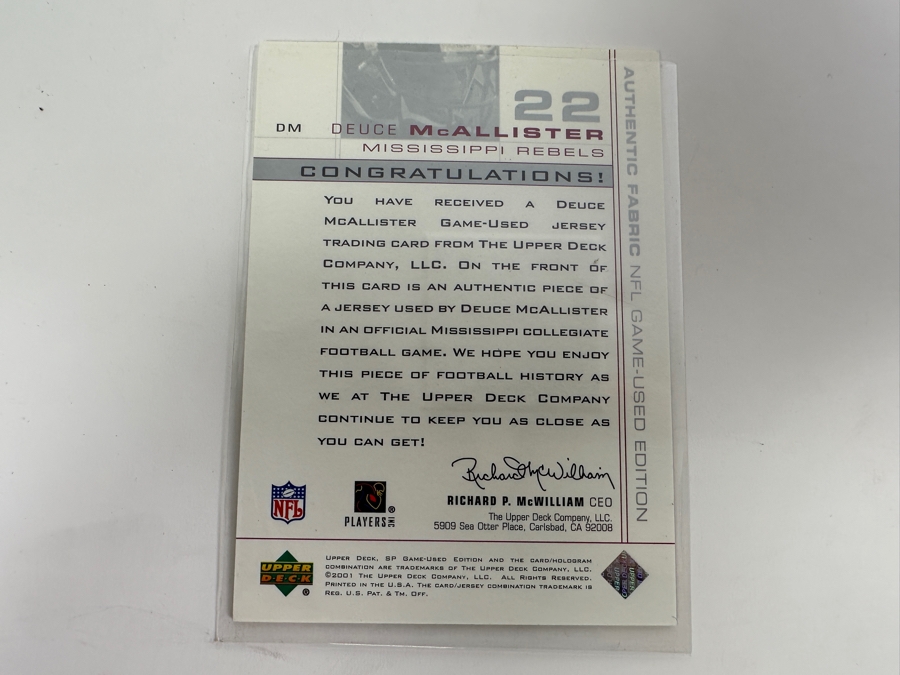 22
DM DEUCE McALLISTER
MISSISSIPPI REBELS
CONGRATULATIONS!
YOU HAVE RECEIVED A DEUCE
McALLISTER GAME-USED JERSEY
TRADING CARD FROM THE UPPER DECK
COMPANY, LLC. ON THE FRONT OF
THIS CARD IS AN AUTHENTIC PIECE OF
A JERSEY USED BY DEUCE McALLISTER
IN AN OFFICIAL MISSISSIPPI COLLEGIATE
FOOTBALL GAME. WE HOPE YOU ENJOY
THIS PIECE OF FOOTBALL HISTORY AS
WE AT THE UPPER DECK COMPANY
CONTINUE TO KEEP YOU AS CLOSE AS
YOU CAN GET!
Richard P. McWilliam
RICHARD P. McWILLIAM CEO
The Upper Deck Company, LLC.
5909 Sea Otter Place, Carlsbad, CA 92008
NFL
PLAYERS INC ®
UPPER DECK ®
UPPER DECK, SP GAME-USED EDITION AND THE CARD/HOLOGRAM
COMBINATION ARE TRADEMARKS OF THE UPPER DECK COMPANY, LLC.
©2001 THE UPPER DECK COMPANY, LLC. ALL RIGHTS RESERVED.
PRINTED IN THE U.S.A. THE CARD/JERSEY COMBINATION TRADEMARK IS
REG. U.S. PAT. & TM. OFF.
AUTHENTIC FABRIC NFL GAME-USED EDITION